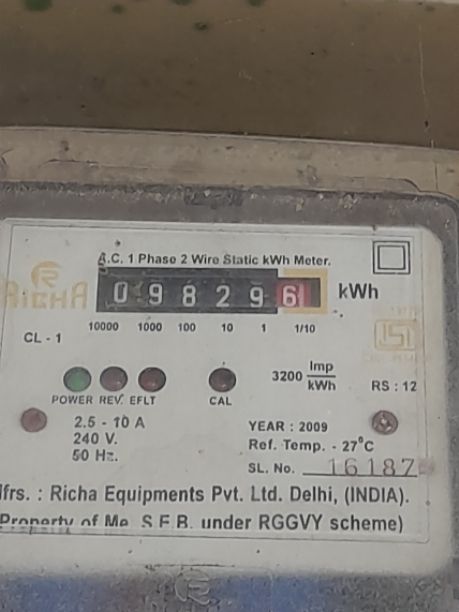 A.C. 1 Phase 2 Wire Static kWh Meter.
RICHA
0 9 8 2 9 6 kWh
10000 1000 100 10 1 1/10
CL - 1
3200 Imp/kWh
RS : 12
POWER REV. EFLT CAL
2.5 - 10 A
240 V.
50 Hz.
YEAR : 2009
Ref. Temp. - 27°C
SL. No. 16187
frs. : Richa Equipments Pvt. Ltd. Delhi, (INDIA).
Property of Me. S.E.B. under RGGVY scheme)